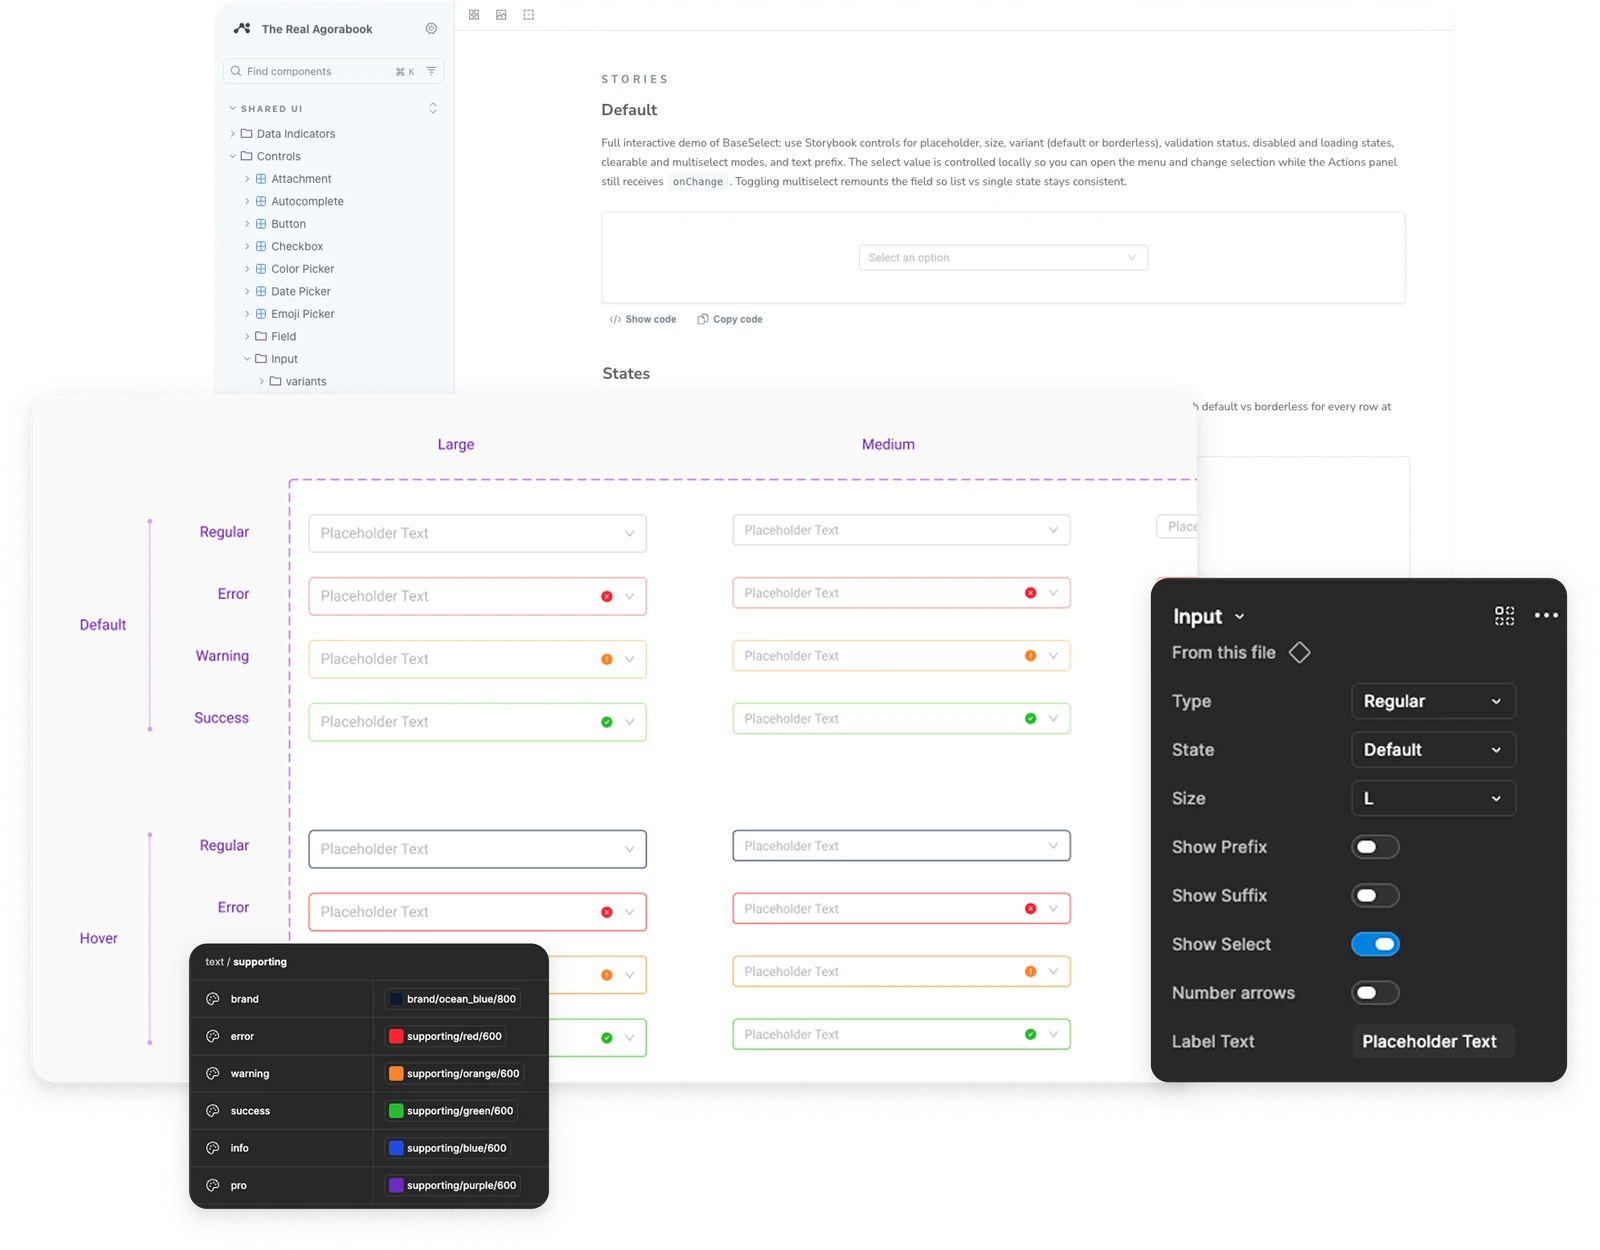 The Real Agorabook
Find components
⌘ K
SHARED UI
Data Indicators
Controls
Attachment
Autocomplete
Button
Checkbox
Color Picker
Date Picker
Emoji Picker
Field
Input
variants
STORIES
Default
Full interactive demo of BaseSelect: use Storybook controls for placeholder, size, variant (default or borderless), validation status, disabled and loading states,
clearable and multiselect modes, and text prefix. The select value is controlled locally so you can open the menu and change selection while the Actions panel
still receives onChange . Toggling multiselect remounts the field so list vs single state stays consistent.
Select an option
Show code
Copy code
States
default vs borderless for every row at
Large
Medium
Default
Regular
Placeholder Text
Placeholder Text
Place
Error
Placeholder Text
Placeholder Text
Warning
Placeholder Text
Placeholder Text
Success
Placeholder Text
Placeholder Text
Hover
Regular
Placeholder Text
Placeholder Text
Error
Placeholder Text
Placeholder Text
Placeholder Text
Placeholder Text
text / supporting
brand
brand/ocean_blue/800
error
supporting/red/600
warning
supporting/orange/600
success
supporting/green/600
info
supporting/blue/600
pro
supporting/purple/600
Input
From this file
Type
Regular
State
Default
Size
L
Show Prefix
Show Suffix
Show Select
Number arrows
Label Text
Placeholder Text